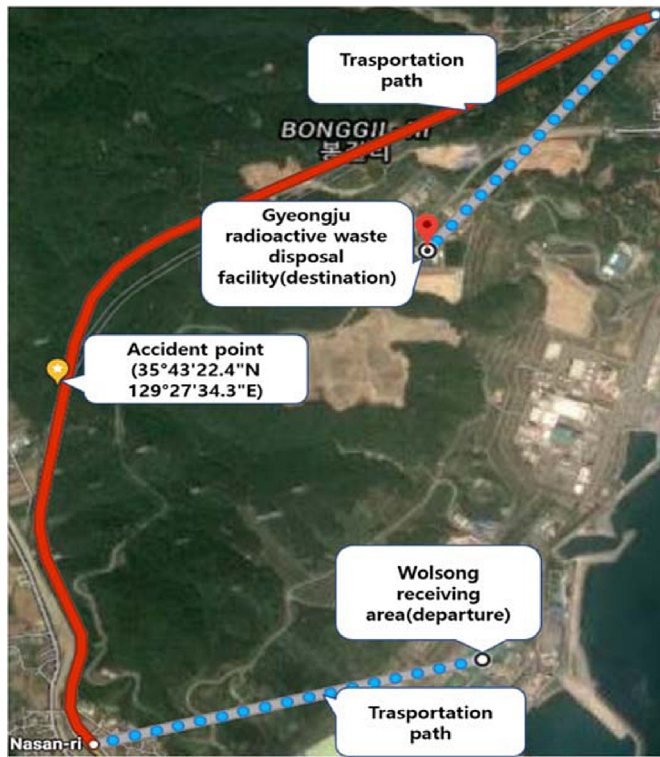 Trasportation
path
BONGGIL-RI
봉길리
Gyeongju
radioactive waste
disposal
facility(destination)
Accident point
(35°43'22.4"N
129°27'34.3"E)
Wolsong
receiving
area(departure)
Trasportation
path
Nasan-ri